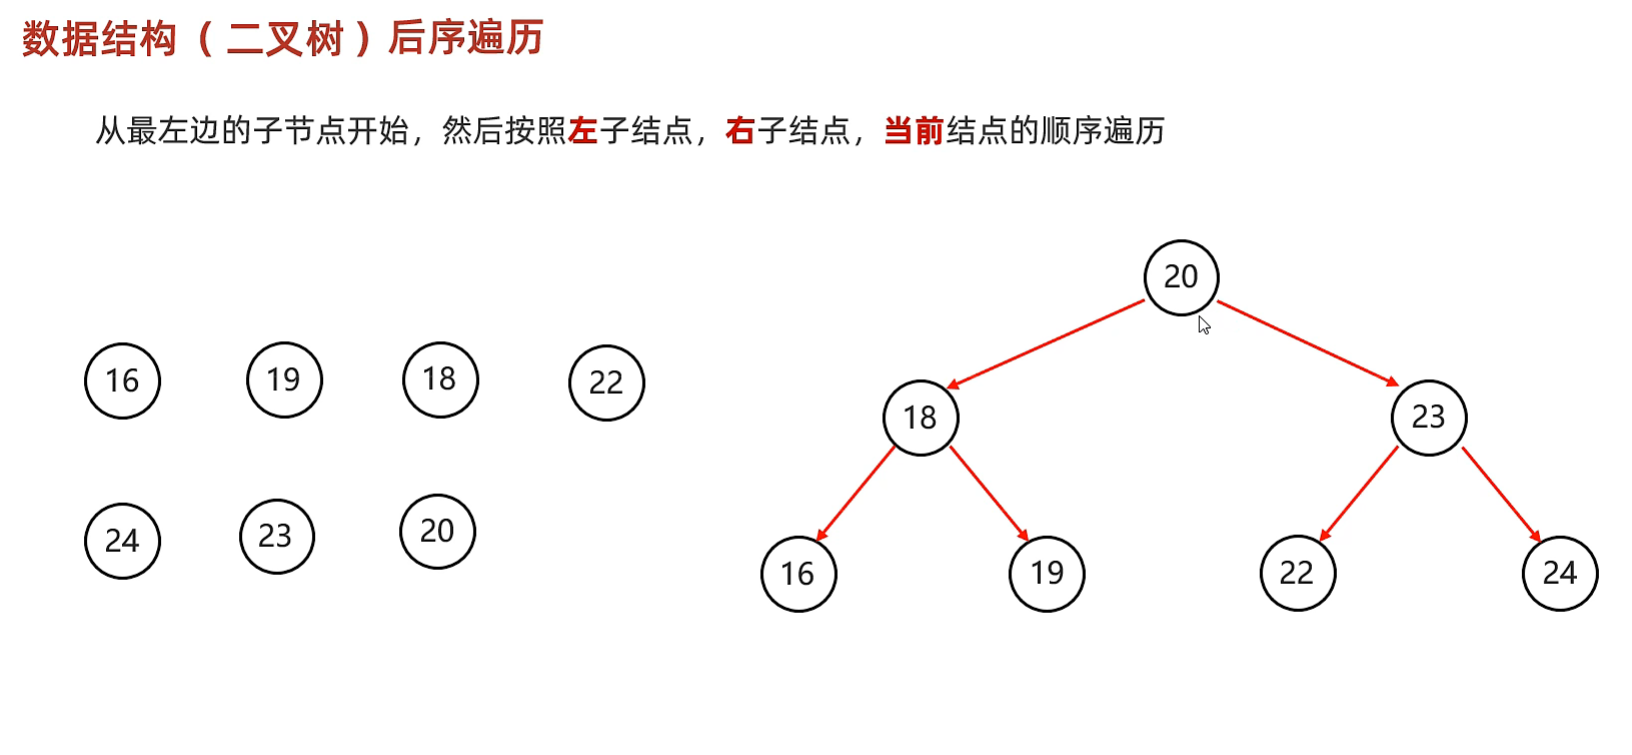 数据结构（二叉树）后序遍历
从最左边的子节点开始，然后按照左子结点，右子结点，当前结点的顺序遍历
20
16 19 18 22
18 23
24 23 20
16 19 22 24